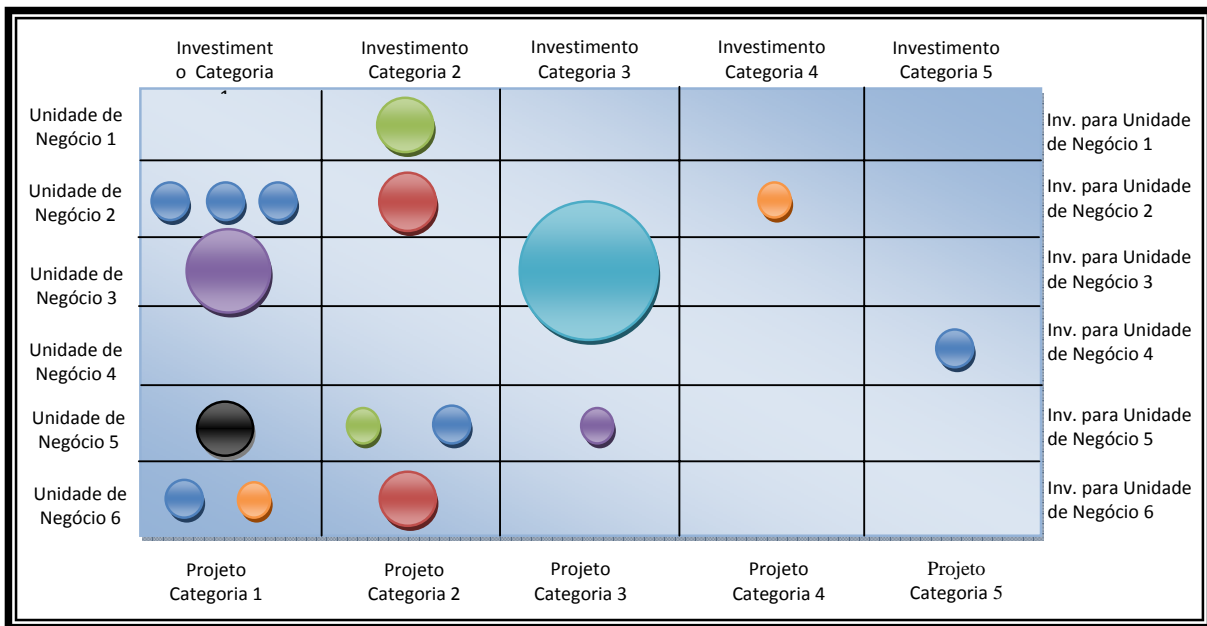 Investiment
o Categoria
Investimento
Categoria 2
Investimento
Categoria 3
Investimento
Categoria 4
Investimento
Categoria 5
Unidade de
Negócio 1
Inv. para Unidade
de Negócio 1
Unidade de
Negócio 2
Inv. para Unidade
de Negócio 2
Unidade de
Negócio 3
Inv. para Unidade
de Negócio 3
Unidade de
Negócio 4
Inv. para Unidade
de Negócio 4
Unidade de
Negócio 5
Inv. para Unidade
de Negócio 5
Unidade de
Negócio 6
Inv. para Unidade
de Negócio 6
Projeto
Categoria 1
Projeto
Categoria 2
Projeto
Categoria 3
Projeto
Categoria 4
Projeto
Categoria 5